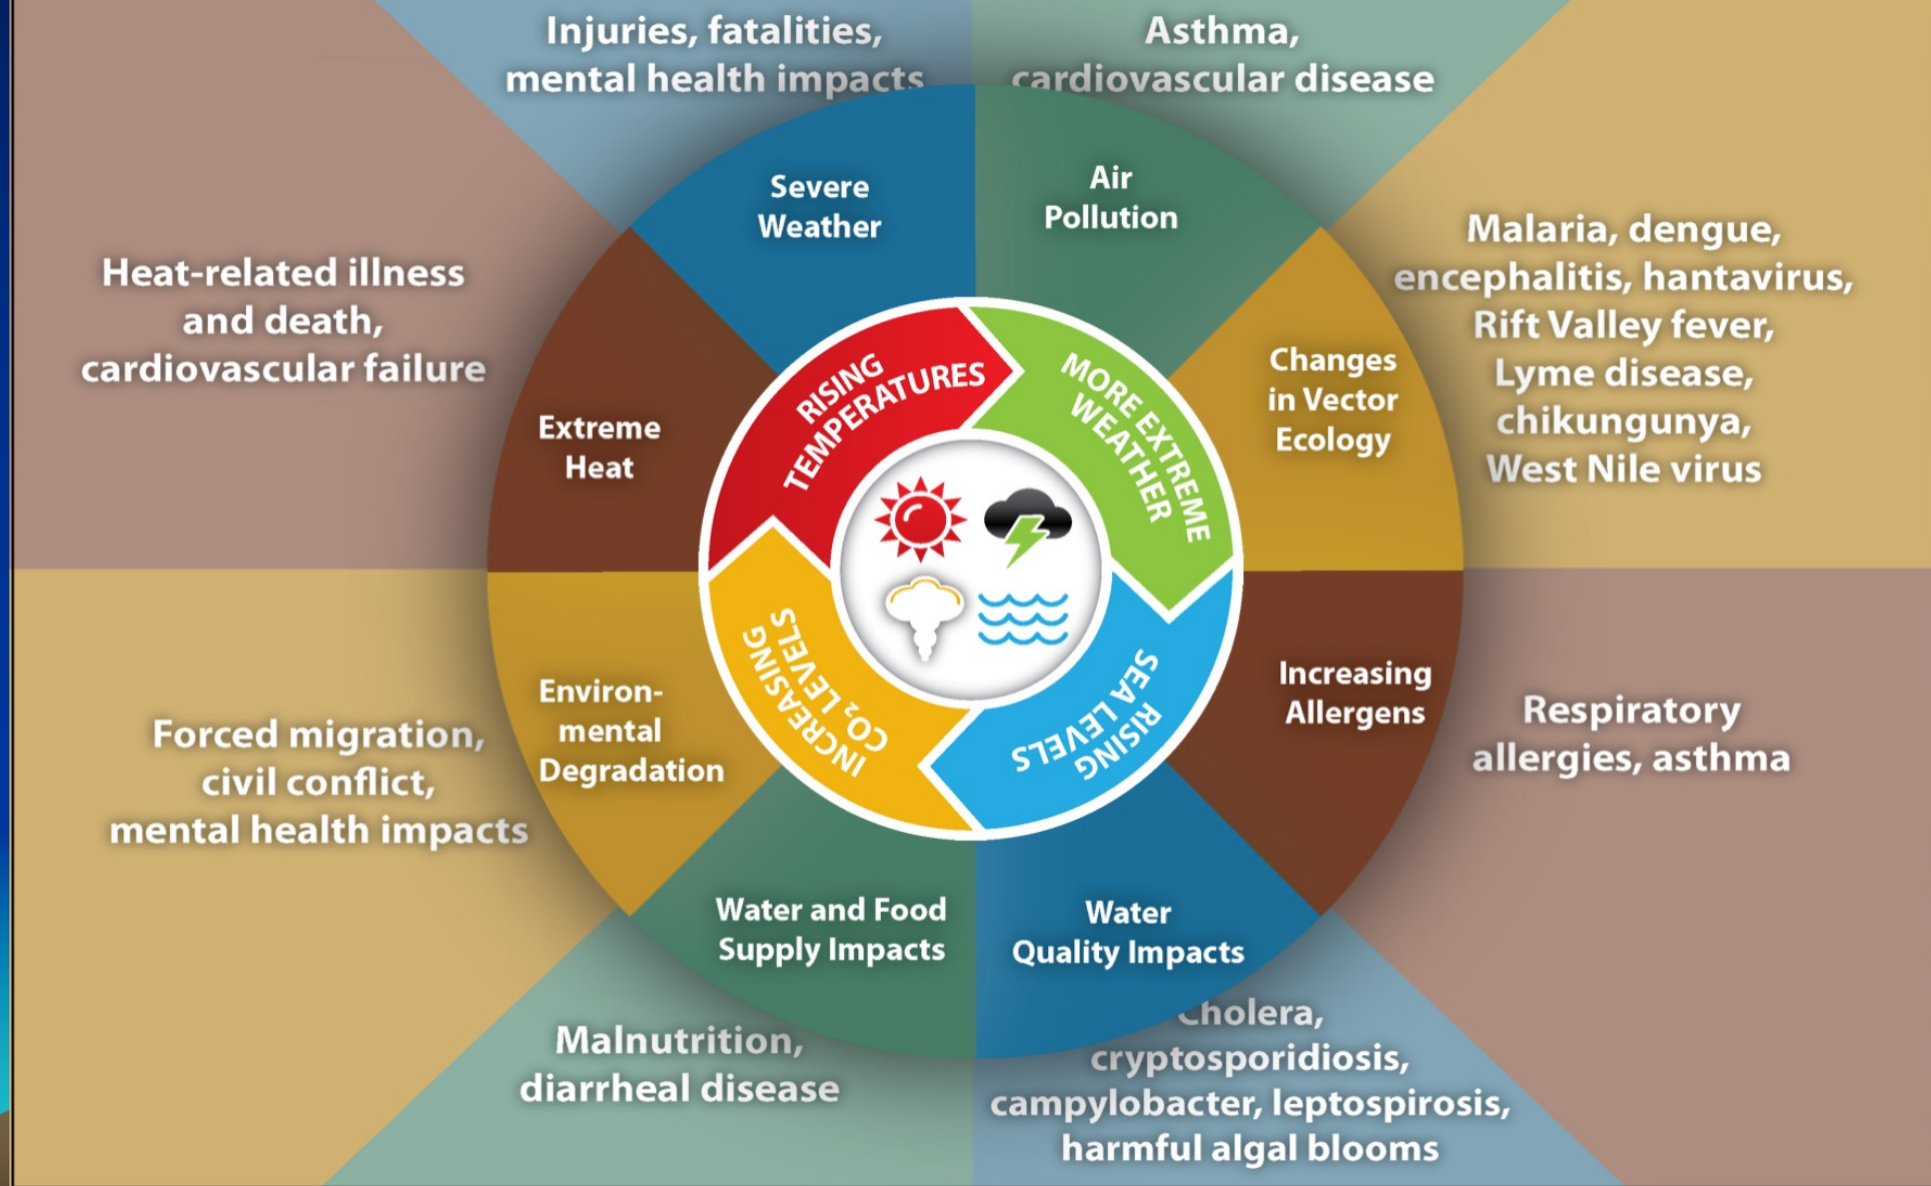 Injuries, fatalities,
mental health impacts
Asthma,
cardiovascular disease
Severe
Weather
Air
Pollution
Heat-related illness
and death,
cardiovascular failure
Extreme
Heat
Changes
in Vector
Ecology
Malaria, dengue,
encephalitis, hantavirus,
Rift Valley fever,
Lyme disease,
chikungunya,
West Nile virus
RISING
TEMPERATURES
MORE EXTREME
WEATHER
RISING
SEA LEVELS
INCREASING
CO₂ LEVELS
Forced migration,
civil conflict,
mental health impacts
Environ-
mental
Degradation
Increasing
Allergens
Respiratory
allergies, asthma
Water and Food
Supply Impacts
Water
Quality Impacts
Malnutrition,
diarrheal disease
Cholera,
cryptosporidiosis,
campylobacter, leptospirosis,
harmful algal blooms